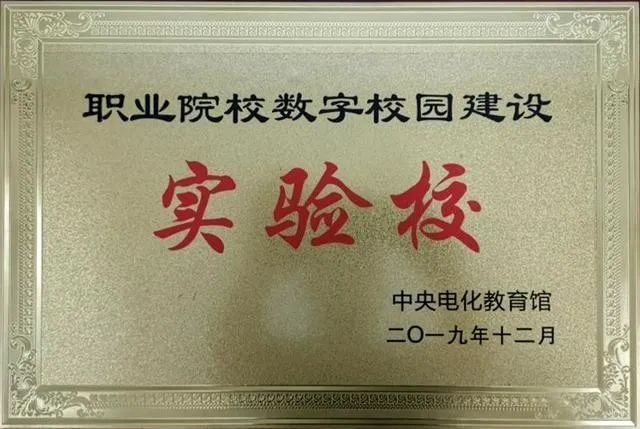 职业院校数字校园建设
实验校
中央电化教育馆
二〇一九年十二月